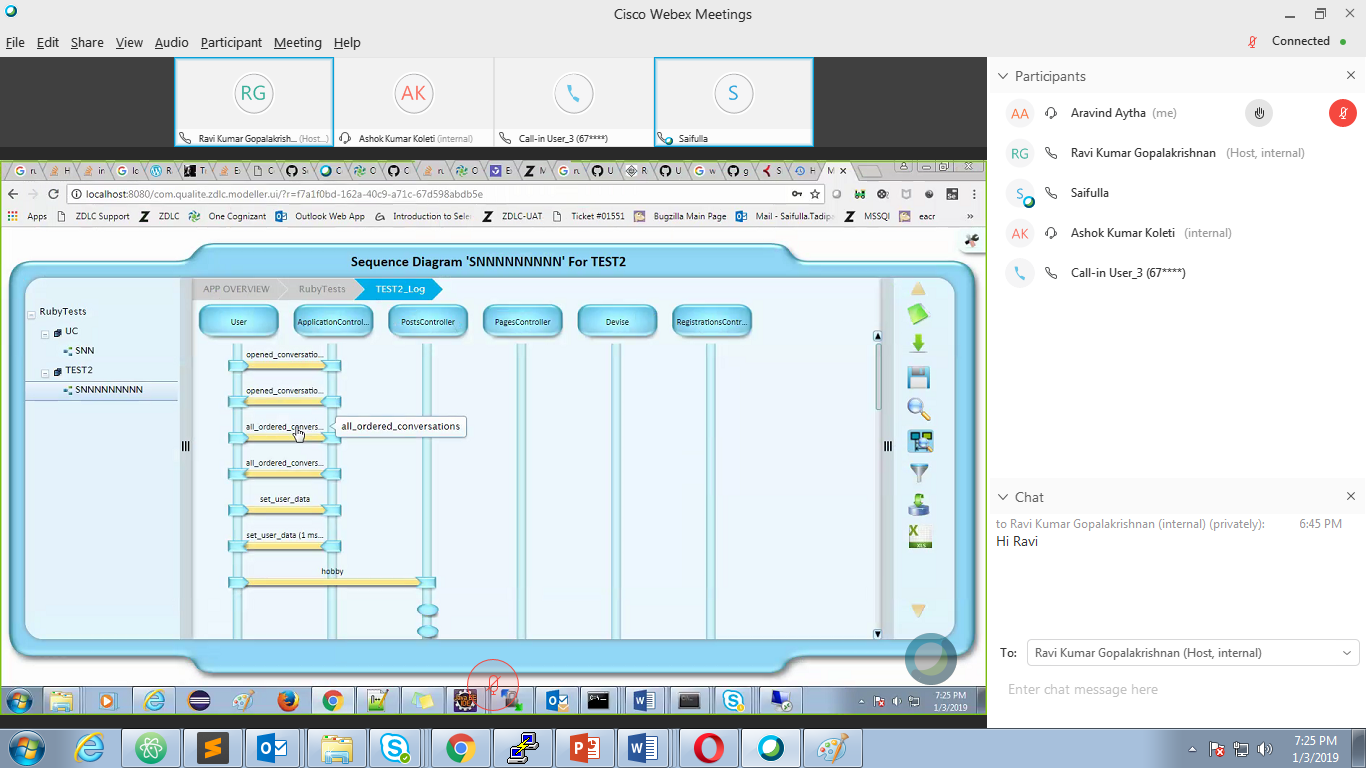 Cisco Webex Meetings
File Edit Share View Audio Participant Meeting Help
Connected
RG
AK
S
Ravi Kumar Gopalakrish... (Host...)
Ashok Kumar Koleti (internal)
Call-in User_3 (67****)
Saifulla
localhost:8080/com.qualite.zdlc.modeller.ui/?r=f7a1f0bd-162a-40c9-a71c-67d598abdb5e
Apps ZDLC Support ZDLC One Cognizant Outlook Web App Introduction to Sele ZDLC-UAT Ticket #01551 Bugzilla Main Page Mail - Saifulla.Tadipa MSSQl eacr »
Sequence Diagram 'SNNNNNNNNN' For TEST2
APP OVERVIEW RubyTests TEST2_Log
RubyTests
UC
SNN
TEST2
SNNNNNNNNN
User ApplicationControl... PostsController PagesController Devise RegistrationsContr...
opened_conversatio...
opened_conversatio...
all_ordered_convers...
all_ordered_conversations
all_ordered_convers...
set_user_data
set_user_data (1 ms...
hobby
XLS
7:25 PM
1/3/2019
Participants
AA Aravind Aytha (me)
RG Ravi Kumar Gopalakrishnan (Host, internal)
S Saifulla
AK Ashok Kumar Koleti (internal)
Call-in User_3 (67****)
Chat
to Ravi Kumar Gopalakrishnan (internal) (privately): 6:45 PM
Hi Ravi
To: Ravi Kumar Gopalakrishnan (Host, internal)
Enter chat message here
7:25 PM
1/3/2019